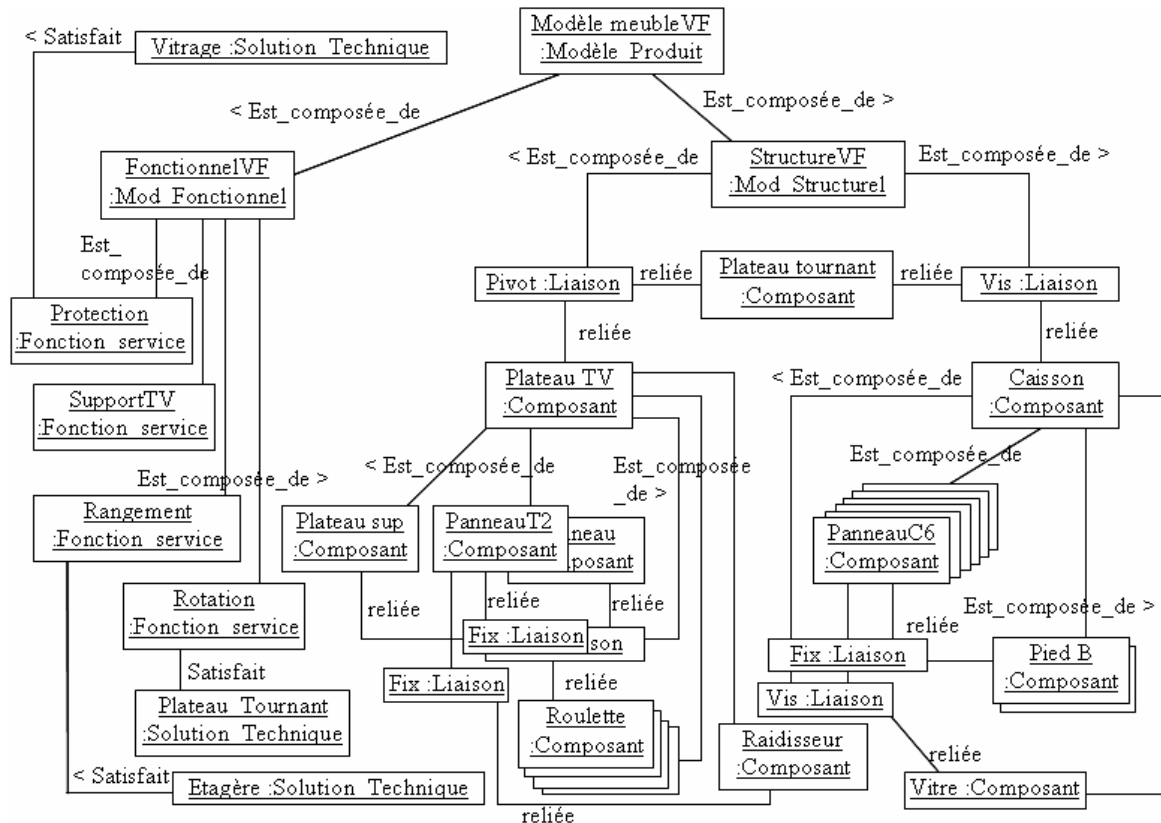 < Satisfait
Vitrage :Solution Technique
Modèle meubleVF
:Modèle Produit
< Est_composée_de
Est_composée_de >
FonctionnelVF
:Mod Fonctionnel
< Est_composée_de
StructureVF
:Mod Structurel
Est_composée_de >
Est_
composée_de
Pivot :Liaison
reliée
Plateau tournant
:Composant
reliée
Vis :Liaison
Protection
:Fonction service
reliée
reliée
SupportTV
:Fonction service
Plateau TV
:Composant
< Est_composée_de
Caisson
:Composant
Est_composée_de >
< Est_composée_de
Est_composée
_de >
Est_composée_de
Rangement
:Fonction service
Plateau sup
:Composant
PanneauT2
:Composant
nneau
mposant
PanneauC6
:Composant
Rotation
:Fonction service
reliée
reliée
reliée
Est_composée_de >
reliée
Fix :Liaison
ison
Fix :Liaison
Pied B
:Composant
Satisfait
Fix :Liaison
reliée
Vis :Liaison
Plateau Tournant
:Solution Technique
Roulette
:Composant
Raidisseur
:Composant
reliée
< Satisfait
Etagère :Solution Technique
reliée
Vitre :Composant